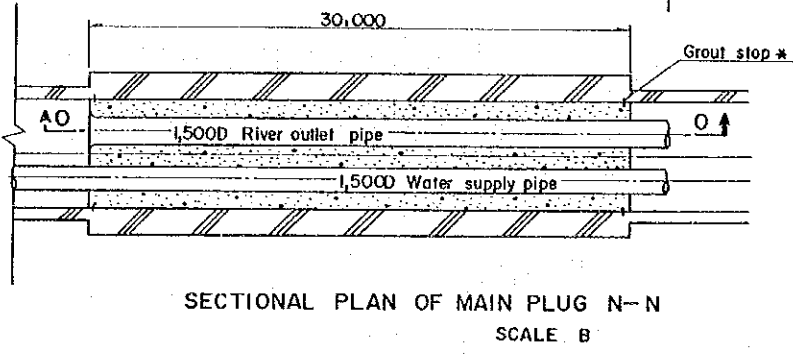 30,000
Grout stop *
O O
1,500D River outlet pipe
1,500D Water supply pipe
SECTIONAL PLAN OF MAIN PLUG N-N
SCALE B